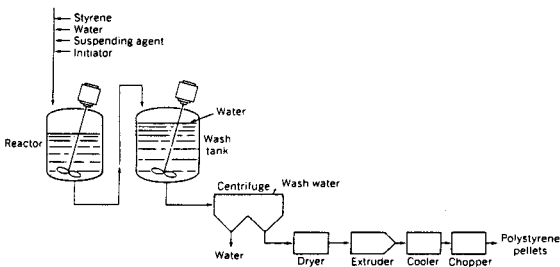 Styrene
Water
Suspending agent
Initiator
Water
Reactor
Wash
tank
Centrifuge
Wash water
Water
Dryer
Extruder
Cooler
Chopper
Polystyrene
pellets